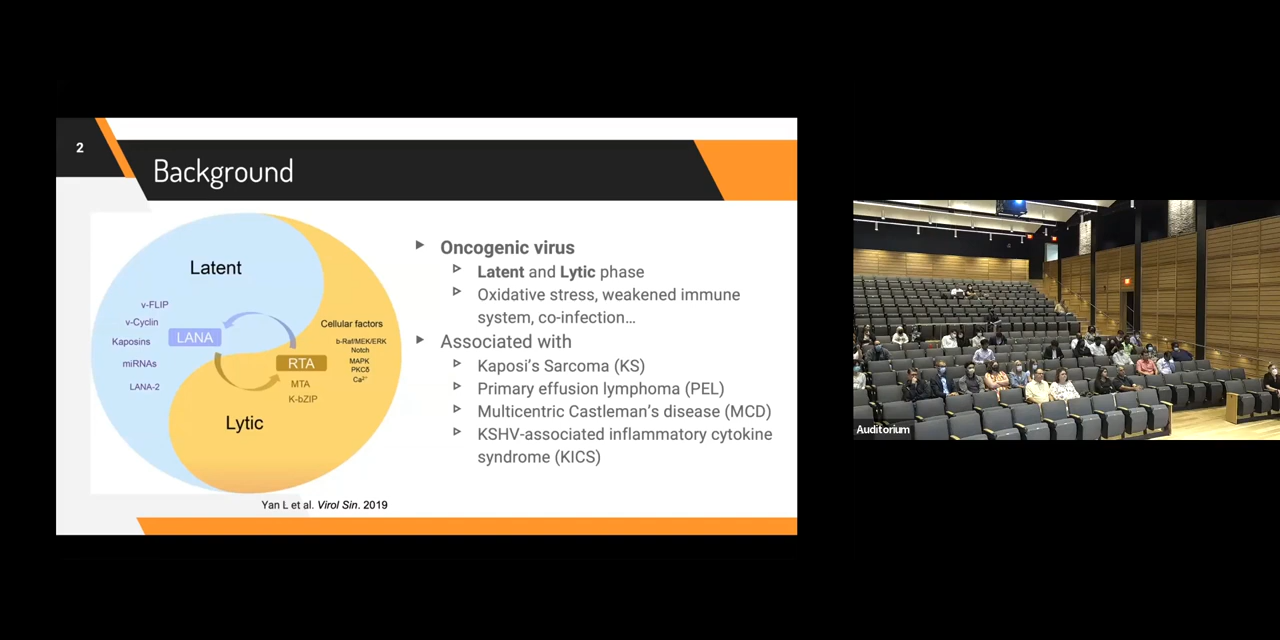 2
Background
Latent
v-FLIP
v-Cyclin
LANA
Kaposins
miRNAs
LANA-2
Cellular factors
b-Raf/MEK/ERK
Notch
MAPK
PKCδ
Ca²⁺
RTA
MTA
K-bZIP
Lytic
Yan L et al. Virol Sin. 2019
Oncogenic virus
Latent and Lytic phase
Oxidative stress, weakened immune
system, co-infection…
Associated with
Kaposi's Sarcoma (KS)
Primary effusion lymphoma (PEL)
Multicentric Castleman's disease (MCD)
KSHV-associated inflammatory cytokine
syndrome (KICS)
Auditorium